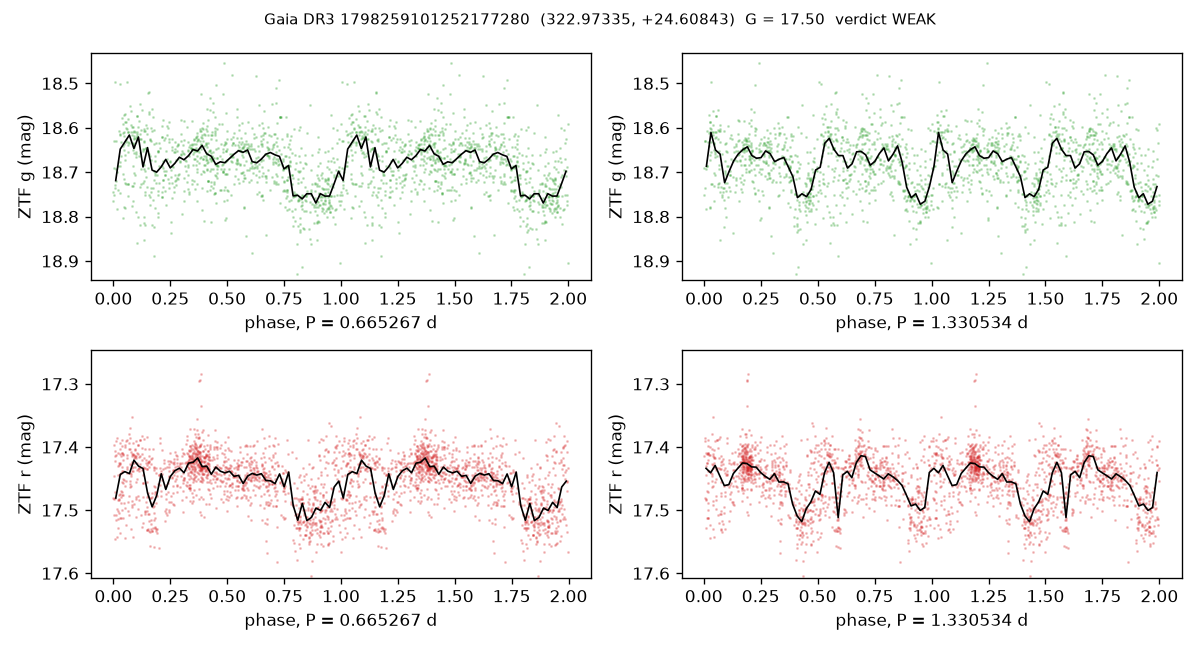 Gaia DR3 1798259101252177280 (322.97335, +24.60843) G = 17.50 verdict WEAK
ZTF g (mag)
18.5
18.6
18.7
18.8
18.9
0.00 0.25 0.50 0.75 1.00 1.25 1.50 1.75 2.00
phase, P = 0.665267 d
ZTF g (mag)
18.5
18.6
18.7
18.8
18.9
0.00 0.25 0.50 0.75 1.00 1.25 1.50 1.75 2.00
phase, P = 1.330534 d
ZTF r (mag)
17.3
17.4
17.5
17.6
0.00 0.25 0.50 0.75 1.00 1.25 1.50 1.75 2.00
phase, P = 0.665267 d
ZTF r (mag)
17.3
17.4
17.5
17.6
0.00 0.25 0.50 0.75 1.00 1.25 1.50 1.75 2.00
phase, P = 1.330534 d